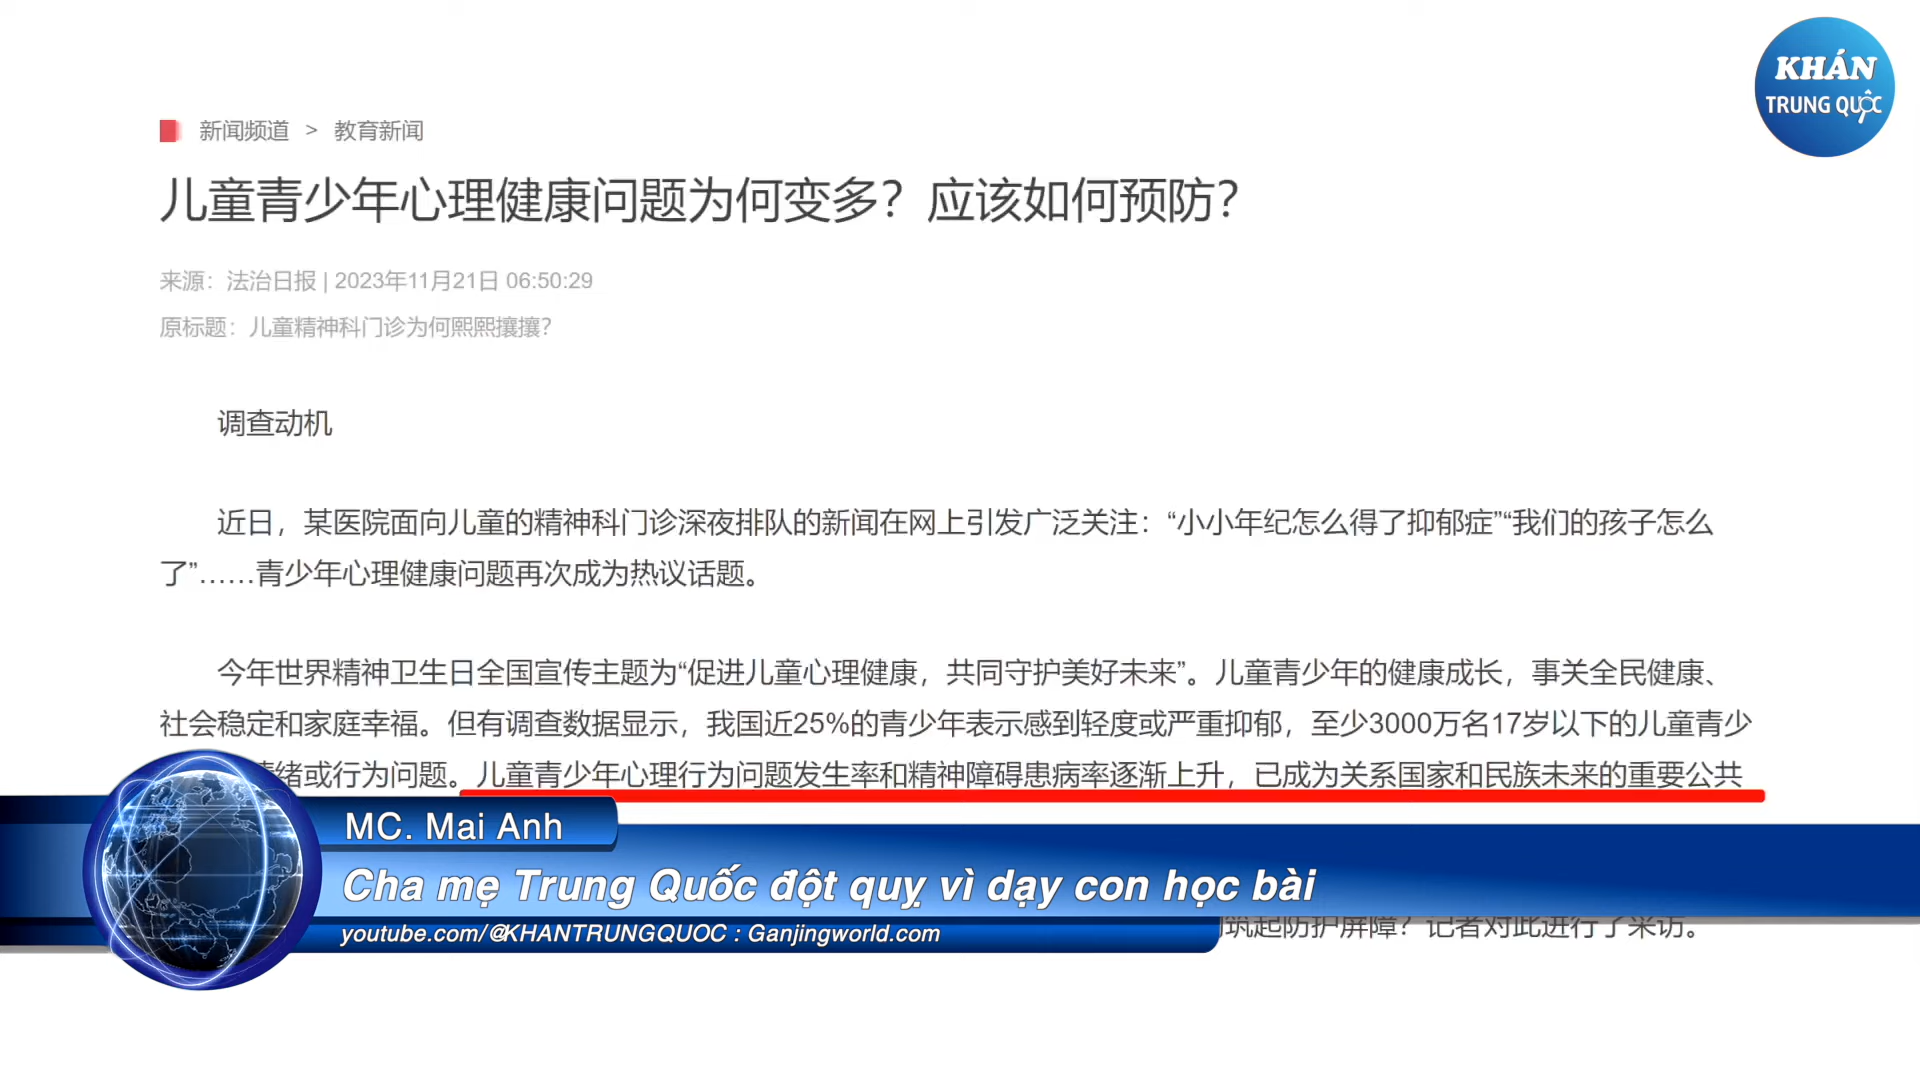 KHÁN
TRUNG QUỐC
新闻频道 > 教育新闻
儿童青少年心理健康问题为何变多？应该如何预防？
来源：法治日报 | 2023年11月21日 06:50:29
原标题：儿童精神科门诊为何熙熙攘攘？
调查动机
近日，某医院面向儿童的精神科门诊深夜排队的新闻在网上引发广泛关注：“小小年纪怎么得了抑郁症”“我们的孩子怎么
了”……青少年心理健康问题再次成为热议话题。
今年世界精神卫生日全国宣传主题为“促进儿童心理健康，共同守护美好未来”。儿童青少年的健康成长，事关全民健康、
社会稳定和家庭幸福。但有调查数据显示，我国近25%的青少年表示感到轻度或严重抑郁，至少3000万名17岁以下的儿童青少
绪或行为问题。儿童青少年心理行为问题发生率和精神障碍患病率逐渐上升，已成为关系国家和民族未来的重要公共
MC. Mai Anh
Cha mẹ Trung Quốc đột quỵ vì dạy con học bài
筑起防护屏障？记者对此进行了采访。
youtube.com/@KHANTRUNGQUOC : Ganjingworld.com